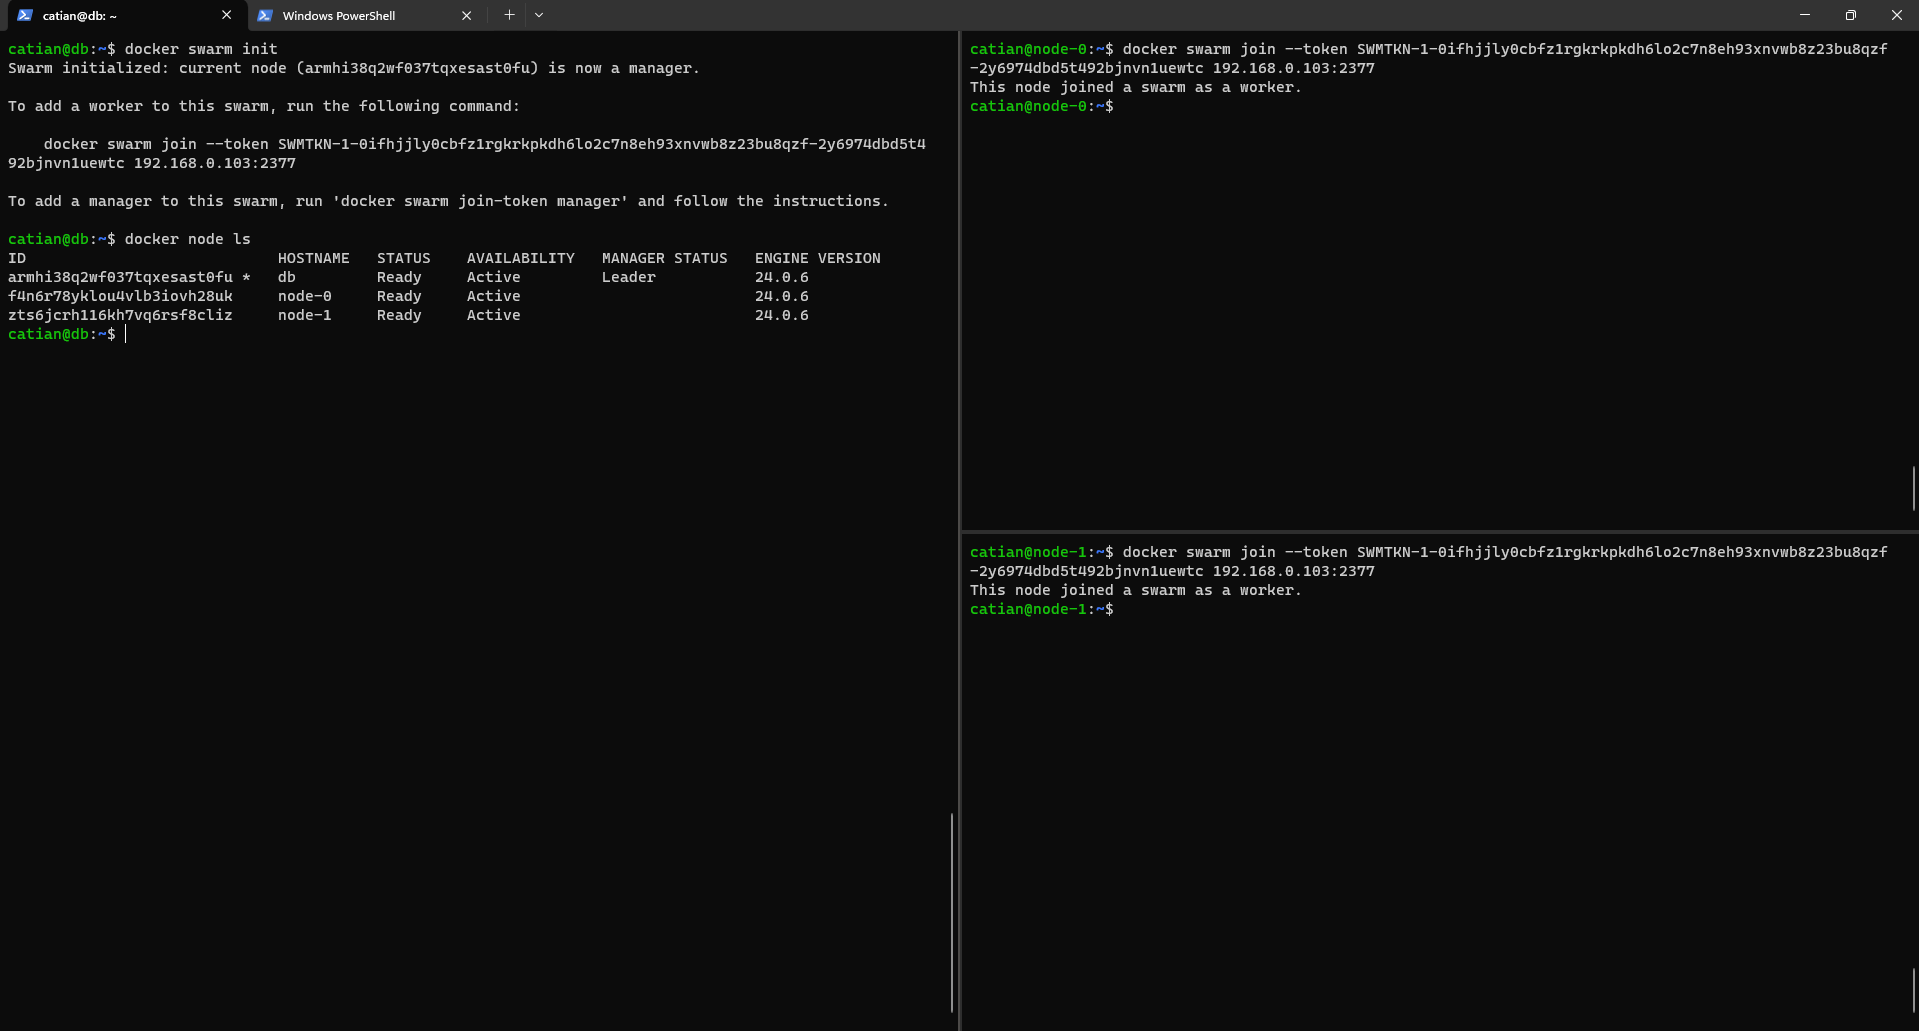 catian@db: ~
Windows PowerShell
catian@db:~$ docker swarm init
Swarm initialized: current node (armhi38q2wf037tqxesast0fu) is now a manager.
To add a worker to this swarm, run the following command:
docker swarm join --token SWMTKN-1-0ifhjjly0cbfz1rgkrkpkdh6lo2c7n8eh93xnvwb8z23bu8qzf-2y6974dbd5t4
92bjnvn1uewtc 192.168.0.103:2377
To add a manager to this swarm, run 'docker swarm join-token manager' and follow the instructions.
catian@db:~$ docker node ls
ID HOSTNAME STATUS AVAILABILITY MANAGER STATUS ENGINE VERSION
armhi38q2wf037tqxesast0fu * db Ready Active Leader 24.0.6
f4n6r78yklou4vlb3iovh28uk node-0 Ready Active 24.0.6
zts6jcrh116kh7vq6rsf8cliz node-1 Ready Active 24.0.6
catian@db:~$
catian@node-0:~$ docker swarm join --token SWMTKN-1-0ifhjjly0cbfz1rgkrkpkdh6lo2c7n8eh93xnvwb8z23bu8qzf
-2y6974dbd5t492bjnvn1uewtc 192.168.0.103:2377
This node joined a swarm as a worker.
catian@node-0:~$
catian@node-1:~$ docker swarm join --token SWMTKN-1-0ifhjjly0cbfz1rgkrkpkdh6lo2c7n8eh93xnvwb8z23bu8qzf
-2y6974dbd5t492bjnvn1uewtc 192.168.0.103:2377
This node joined a swarm as a worker.
catian@node-1:~$